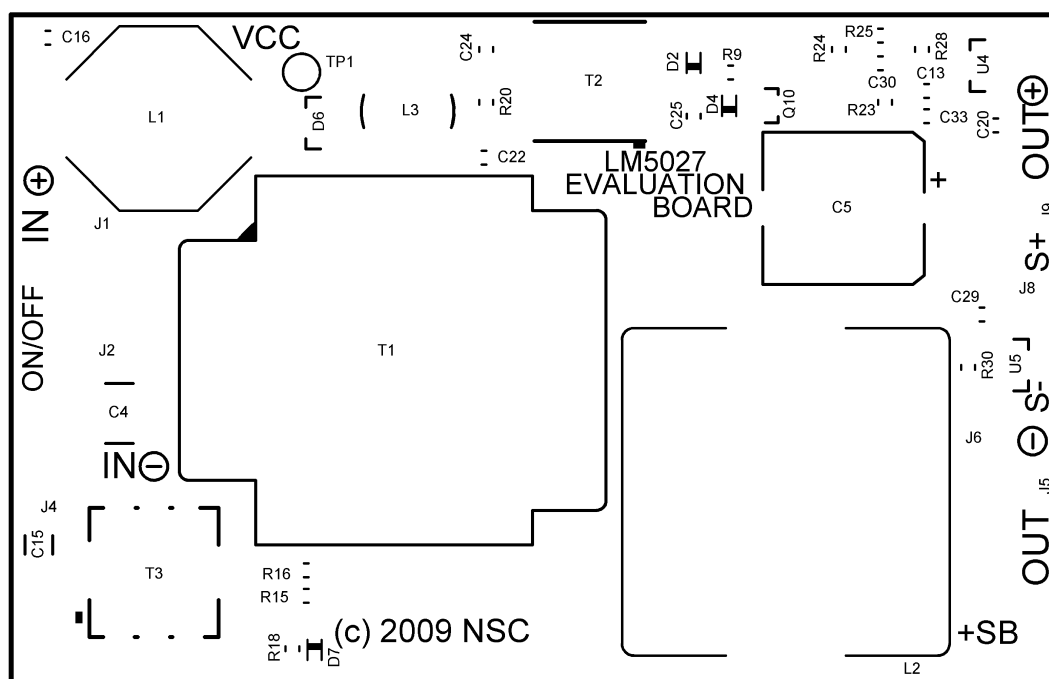 C16
VCC
TP1
C24
T2
D2
R9
R24
R25
R28
U4
C30
C13
L1
D6
L3
R20
C25
D4
Q10
R23
C33
C20
OUT+
C22
LM5027
EVALUATION
BOARD
IN +
J1
C5
+
J9
S+
J8
ON/OFF
C29
J2
T1
R30
U5
S-
C4
J6
IN-
J4
J5
OUT -
C15
T3
R16
R15
R18
D7
(c) 2009 NSC
+SB
L2